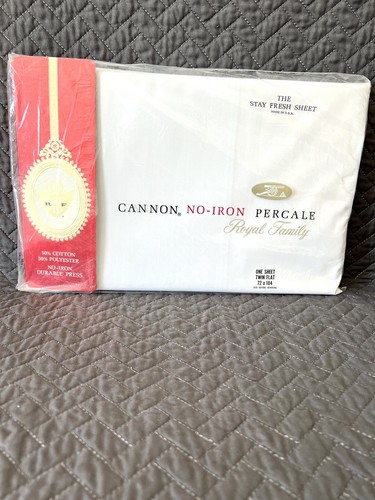 THE
STAY FRESH SHEET
MADE IN U.S.A.
CANNON® NO-IRON PERCALE
Royal Family
R F
50% COTTON
50% POLYESTER
NO-IRON
DURABLE PRESS
ONE SHEET
TWIN FLAT
72 x 104